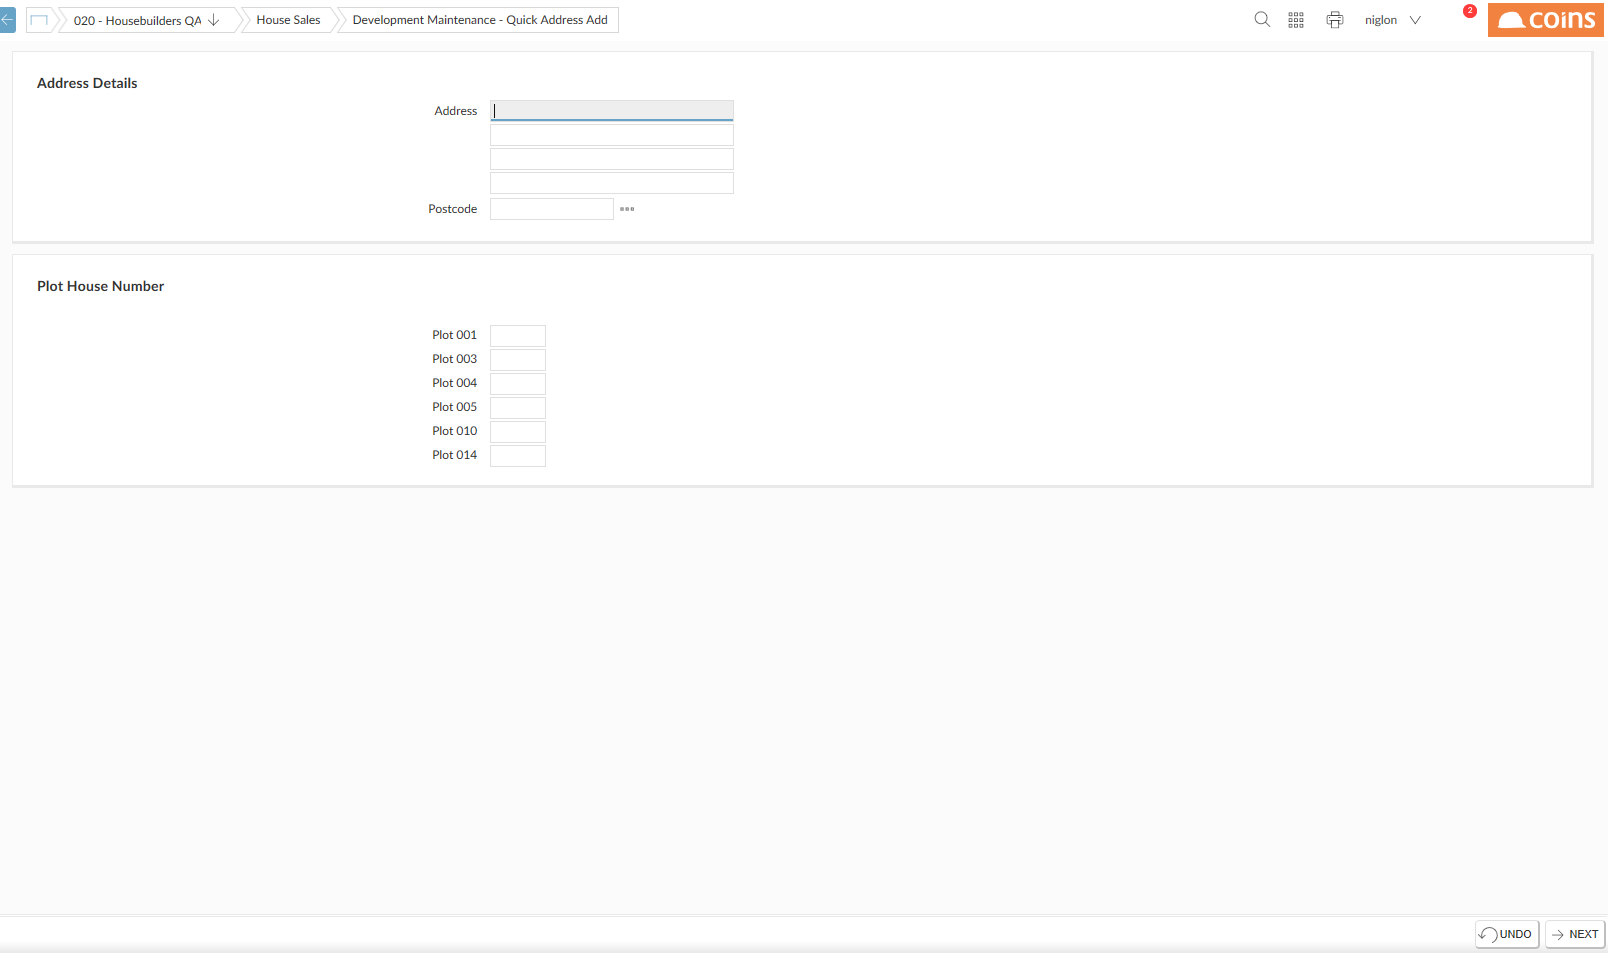 020 - Housebuilders QA
House Sales
Development Maintenance - Quick Address Add
niglon
2
coins
Address Details
Address
Postcode
Plot House Number
Plot 001
Plot 003
Plot 004
Plot 005
Plot 010
Plot 014
UNDO
NEXT